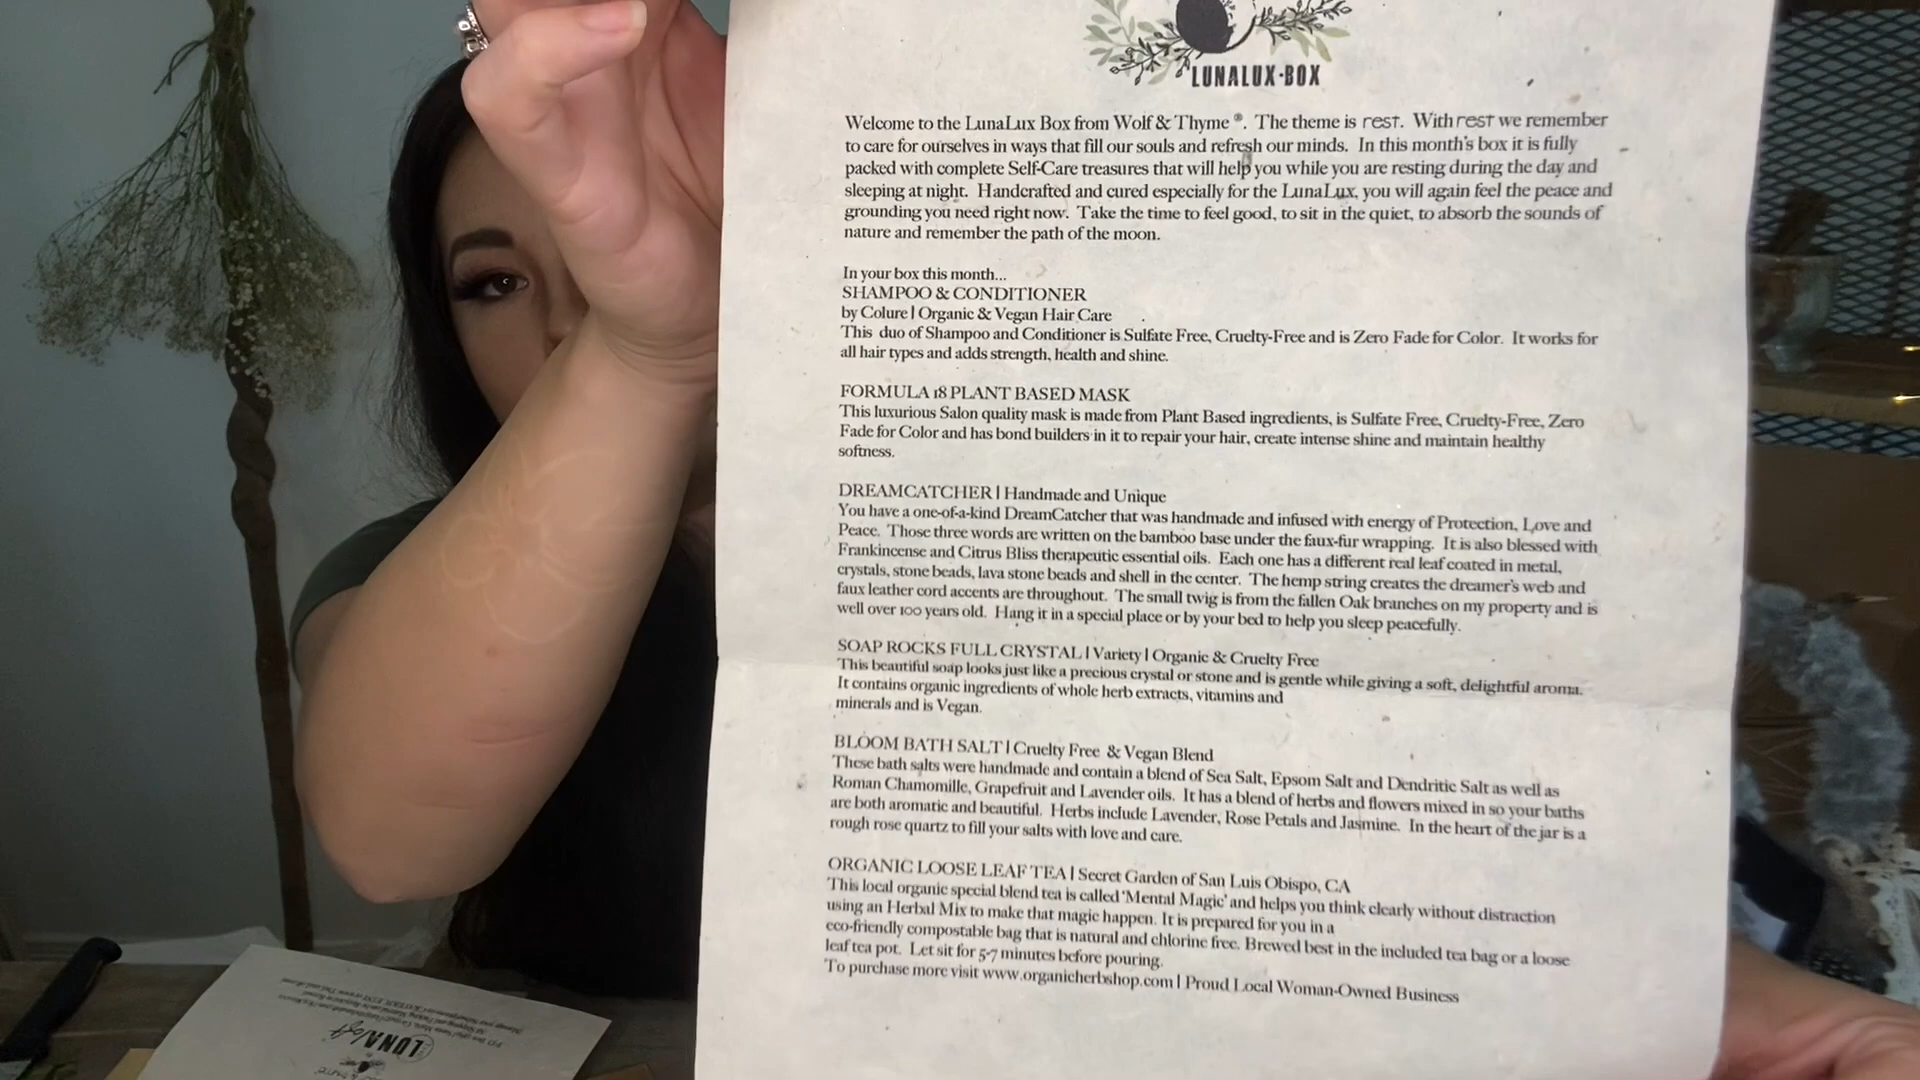 LUNALUX·BOX
Welcome to the LunaLux Box from Wolf & Thyme ®. The theme is rest. With rest we remember
to care for ourselves in ways that fill our souls and refresh our minds. In this month's box it is fully
packed with complete Self-Care treasures that will help you while you are resting during the day and
sleeping at night. Handcrafted and cured especially for the LunaLux, you will again feel the peace and
grounding you need right now. Take the time to feel good, to sit in the quiet, to absorb the sounds of
nature and remember the path of the moon.
In your box this month...
SHAMPOO & CONDITIONER
by Colure | Organic & Vegan Hair Care
This duo of Shampoo and Conditioner is Sulfate Free, Cruelty-Free and is Zero Fade for Color. It works for
all hair types and adds strength, health and shine.
FORMULA 18 PLANT BASED MASK
This luxurious Salon quality mask is made from Plant Based ingredients, is Sulfate Free, Cruelty-Free, Zero
Fade for Color and has bond builders in it to repair your hair, create intense shine and maintain healthy
softness.
DREAMCATCHER | Handmade and Unique
You have a one-of-a-kind DreamCatcher that was handmade and infused with energy of Protection, Love and
Peace. Those three words are written on the bamboo base under the faux-fur wrapping. It is also blessed with
Frankincense and Citrus Bliss therapeutic essential oils. Each one has a different real leaf coated in metal,
crystals, stone beads, lava stone beads and shell in the center. The hemp string creates the dreamer's web and
faux leather cord accents are throughout. The small twig is from the fallen Oak branches on my property and is
well over 100 years old. Hang it in a special place or by your bed to help you sleep peacefully.
SOAP ROCKS FULL CRYSTAL | Variety | Organic & Cruelty Free
This beautiful soap looks just like a precious crystal or stone and is gentle while giving a soft, delightful aroma.
It contains organic ingredients of whole herb extracts, vitamins and
minerals and is Vegan.
BLOOM BATH SALT | Cruelty Free & Vegan Blend
These bath salts were handmade and contain a blend of Sea Salt, Epsom Salt and Dendritic Salt as well as
Roman Chamomille, Grapefruit and Lavender oils. It has a blend of herbs and flowers mixed in so your baths
are both aromatic and beautiful. Herbs include Lavender, Rose Petals and Jasmine. In the heart of the jar is a
rough rose quartz to fill your salts with love and care.
ORGANIC LOOSE LEAF TEA | Secret Garden of San Luis Obispo, CA
This local organic special blend tea is called 'Mental Magic' and helps you think clearly without distraction
using an Herbal Mix to make that magic happen. It is prepared for you in a
eco-friendly compostable bag that is natural and chlorine free. Brewed best in the included tea bag or a loose
leaf tea pot. Let sit for 5-7 minutes before pouring.
To purchase more visit www.organicherbshop.com | Proud Local Woman-Owned Business
LUNA loft